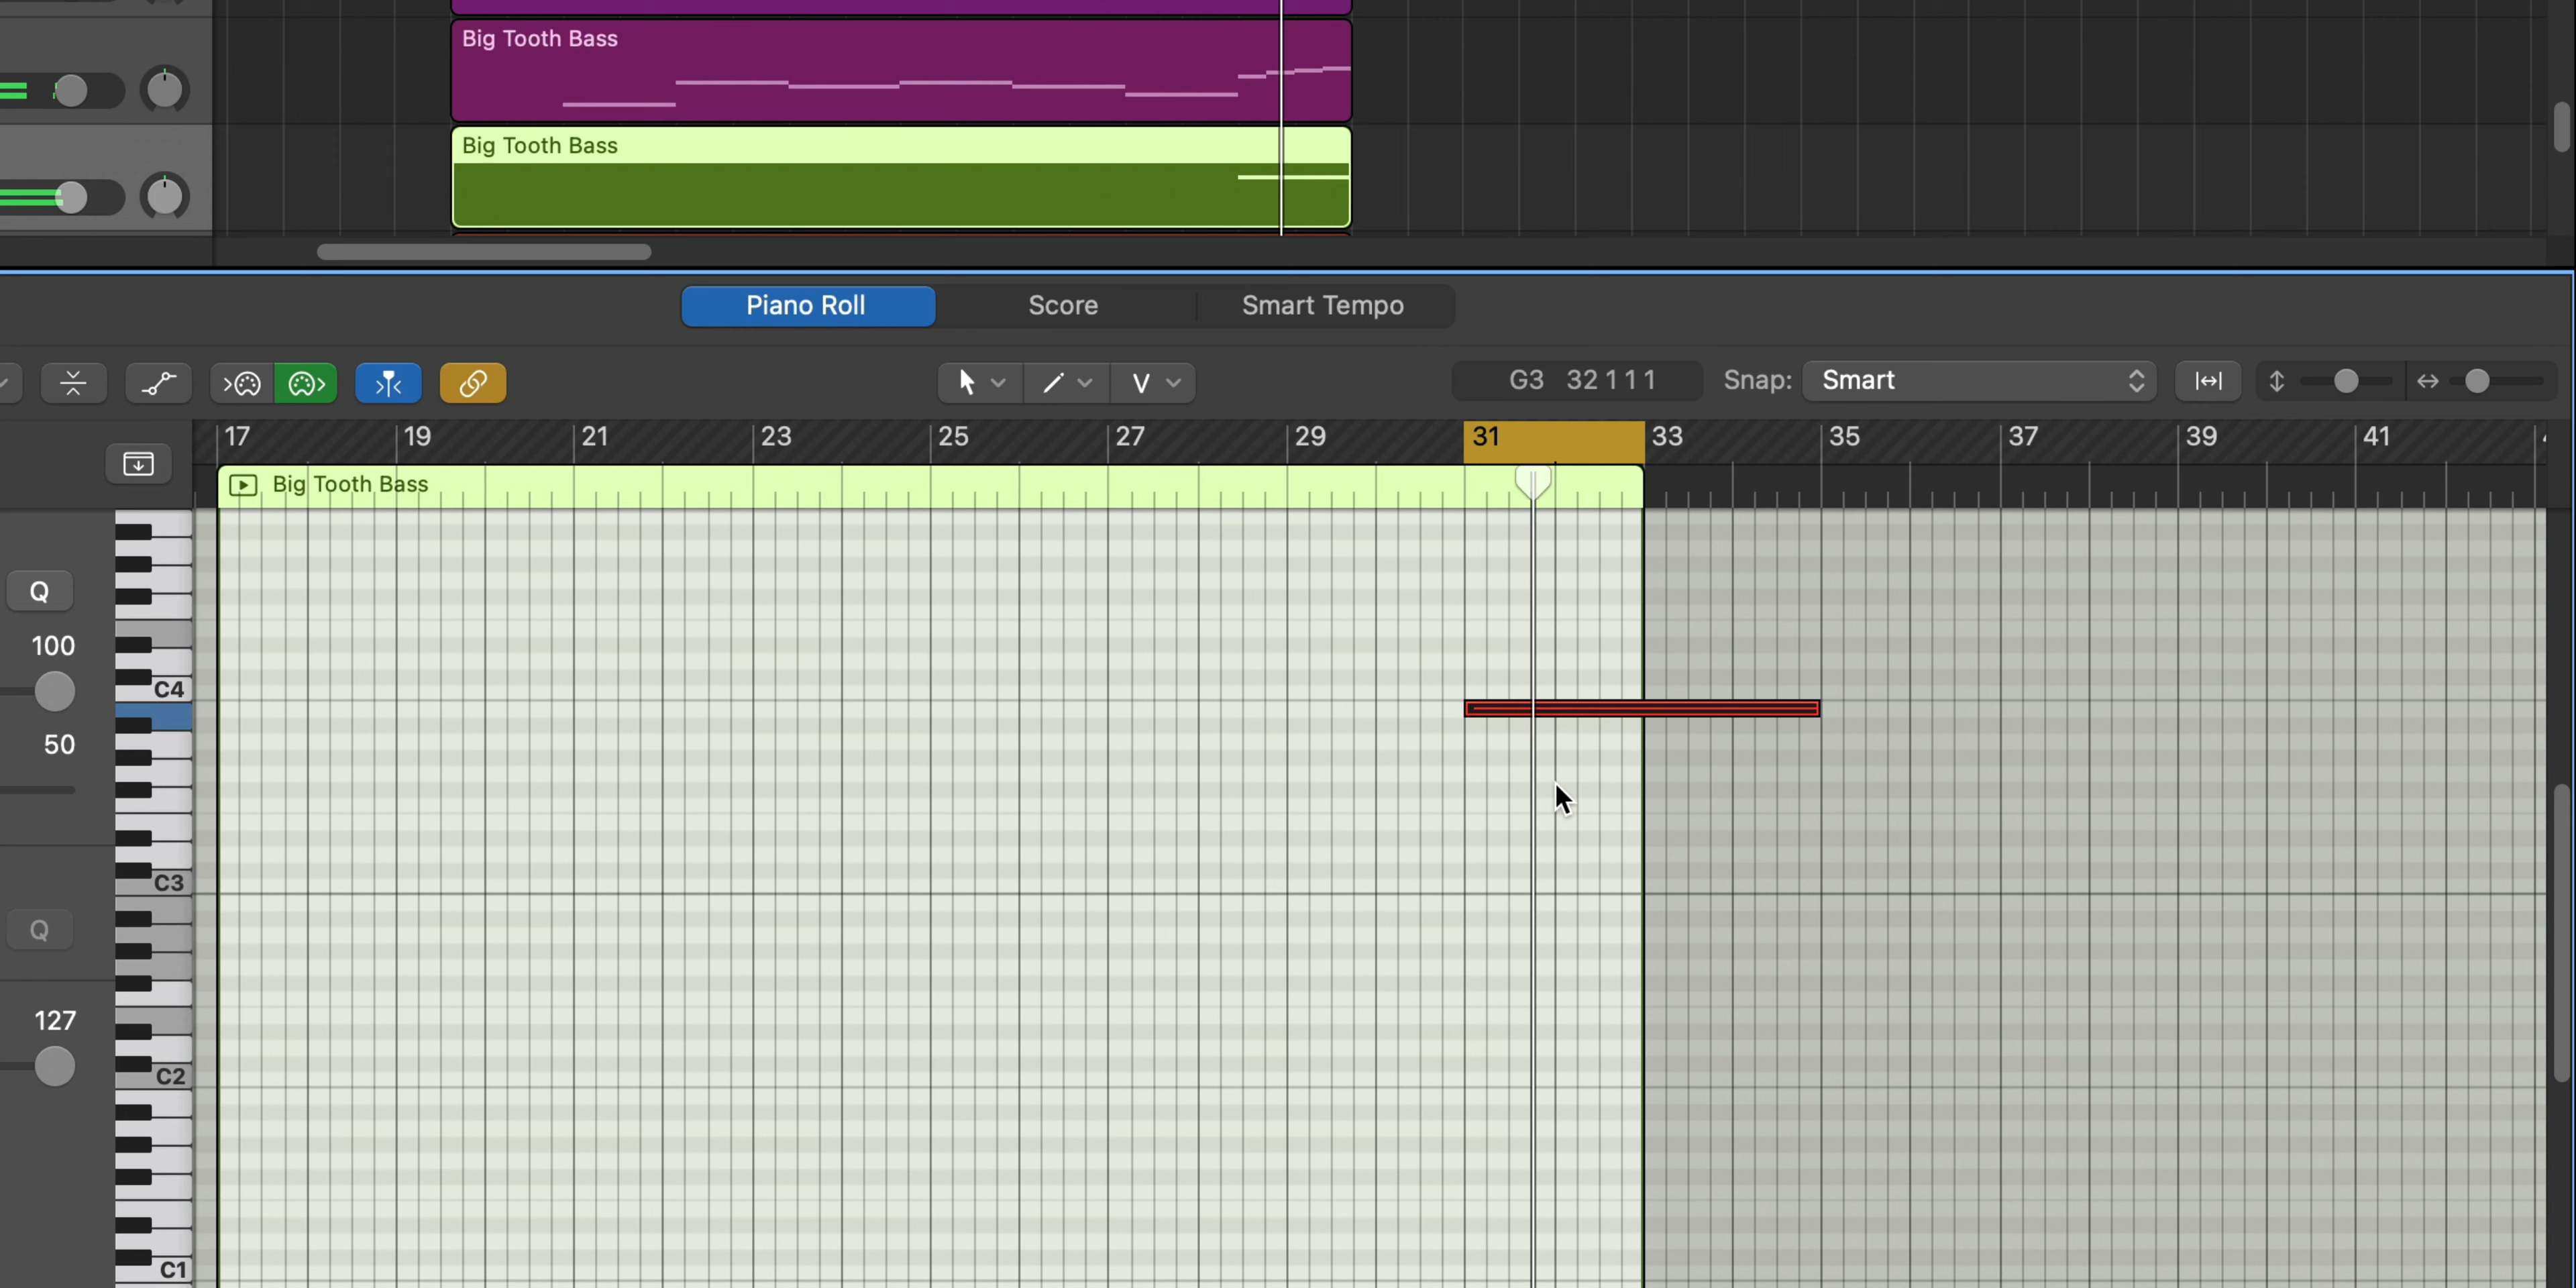 Big Tooth Bass
Big Tooth Bass
Piano Roll Score Smart Tempo
V G3 32 1 1 1 Snap: Smart
17 19 21 23 25 27 29 31 33 35 37 39 41
Big Tooth Bass
Q
100
C4
50
C3
Q
127
C2
C1